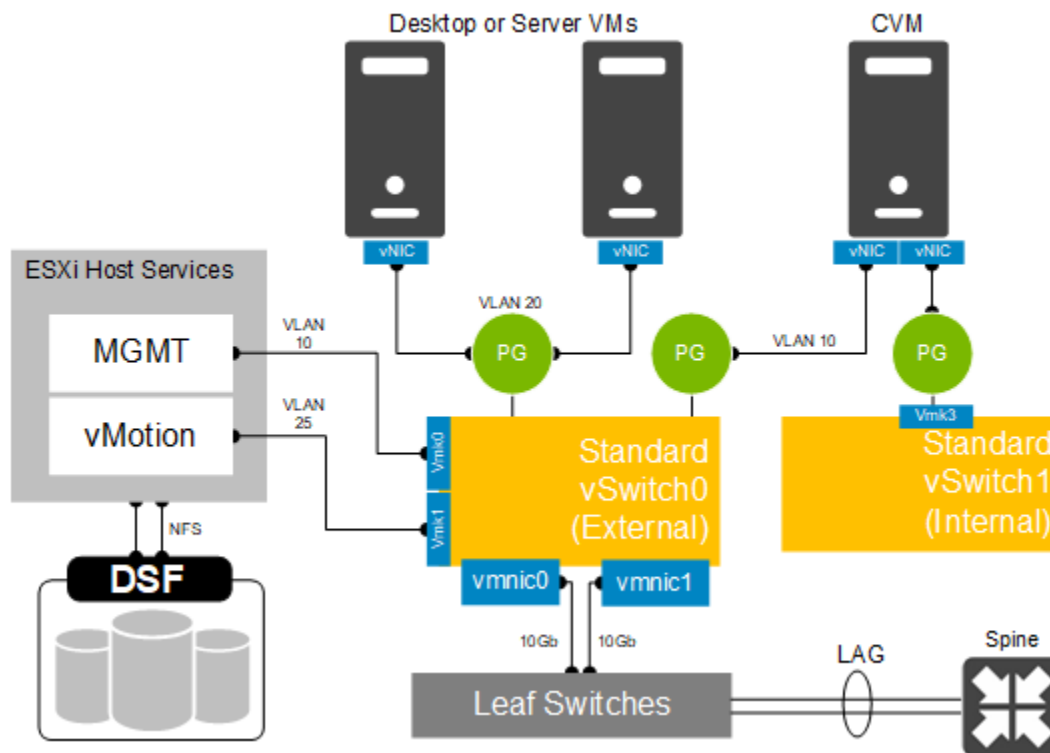 Desktop or Server VMs
CVM
vNIC
vNIC
vNIC
vNIC
ESXi Host Services
MGMT
vMotion
VLAN
10
VLAN
25
VLAN 20
PG
PG
VLAN 10
PG
Vmk3
Vmk0
Vmk1
Standard
vSwitch0
(External)
Standard
vSwitch1
(Internal)
NFS
DSF
vmnic0
vmnic1
10Gb
10Gb
Leaf Switches
LAG
Spine